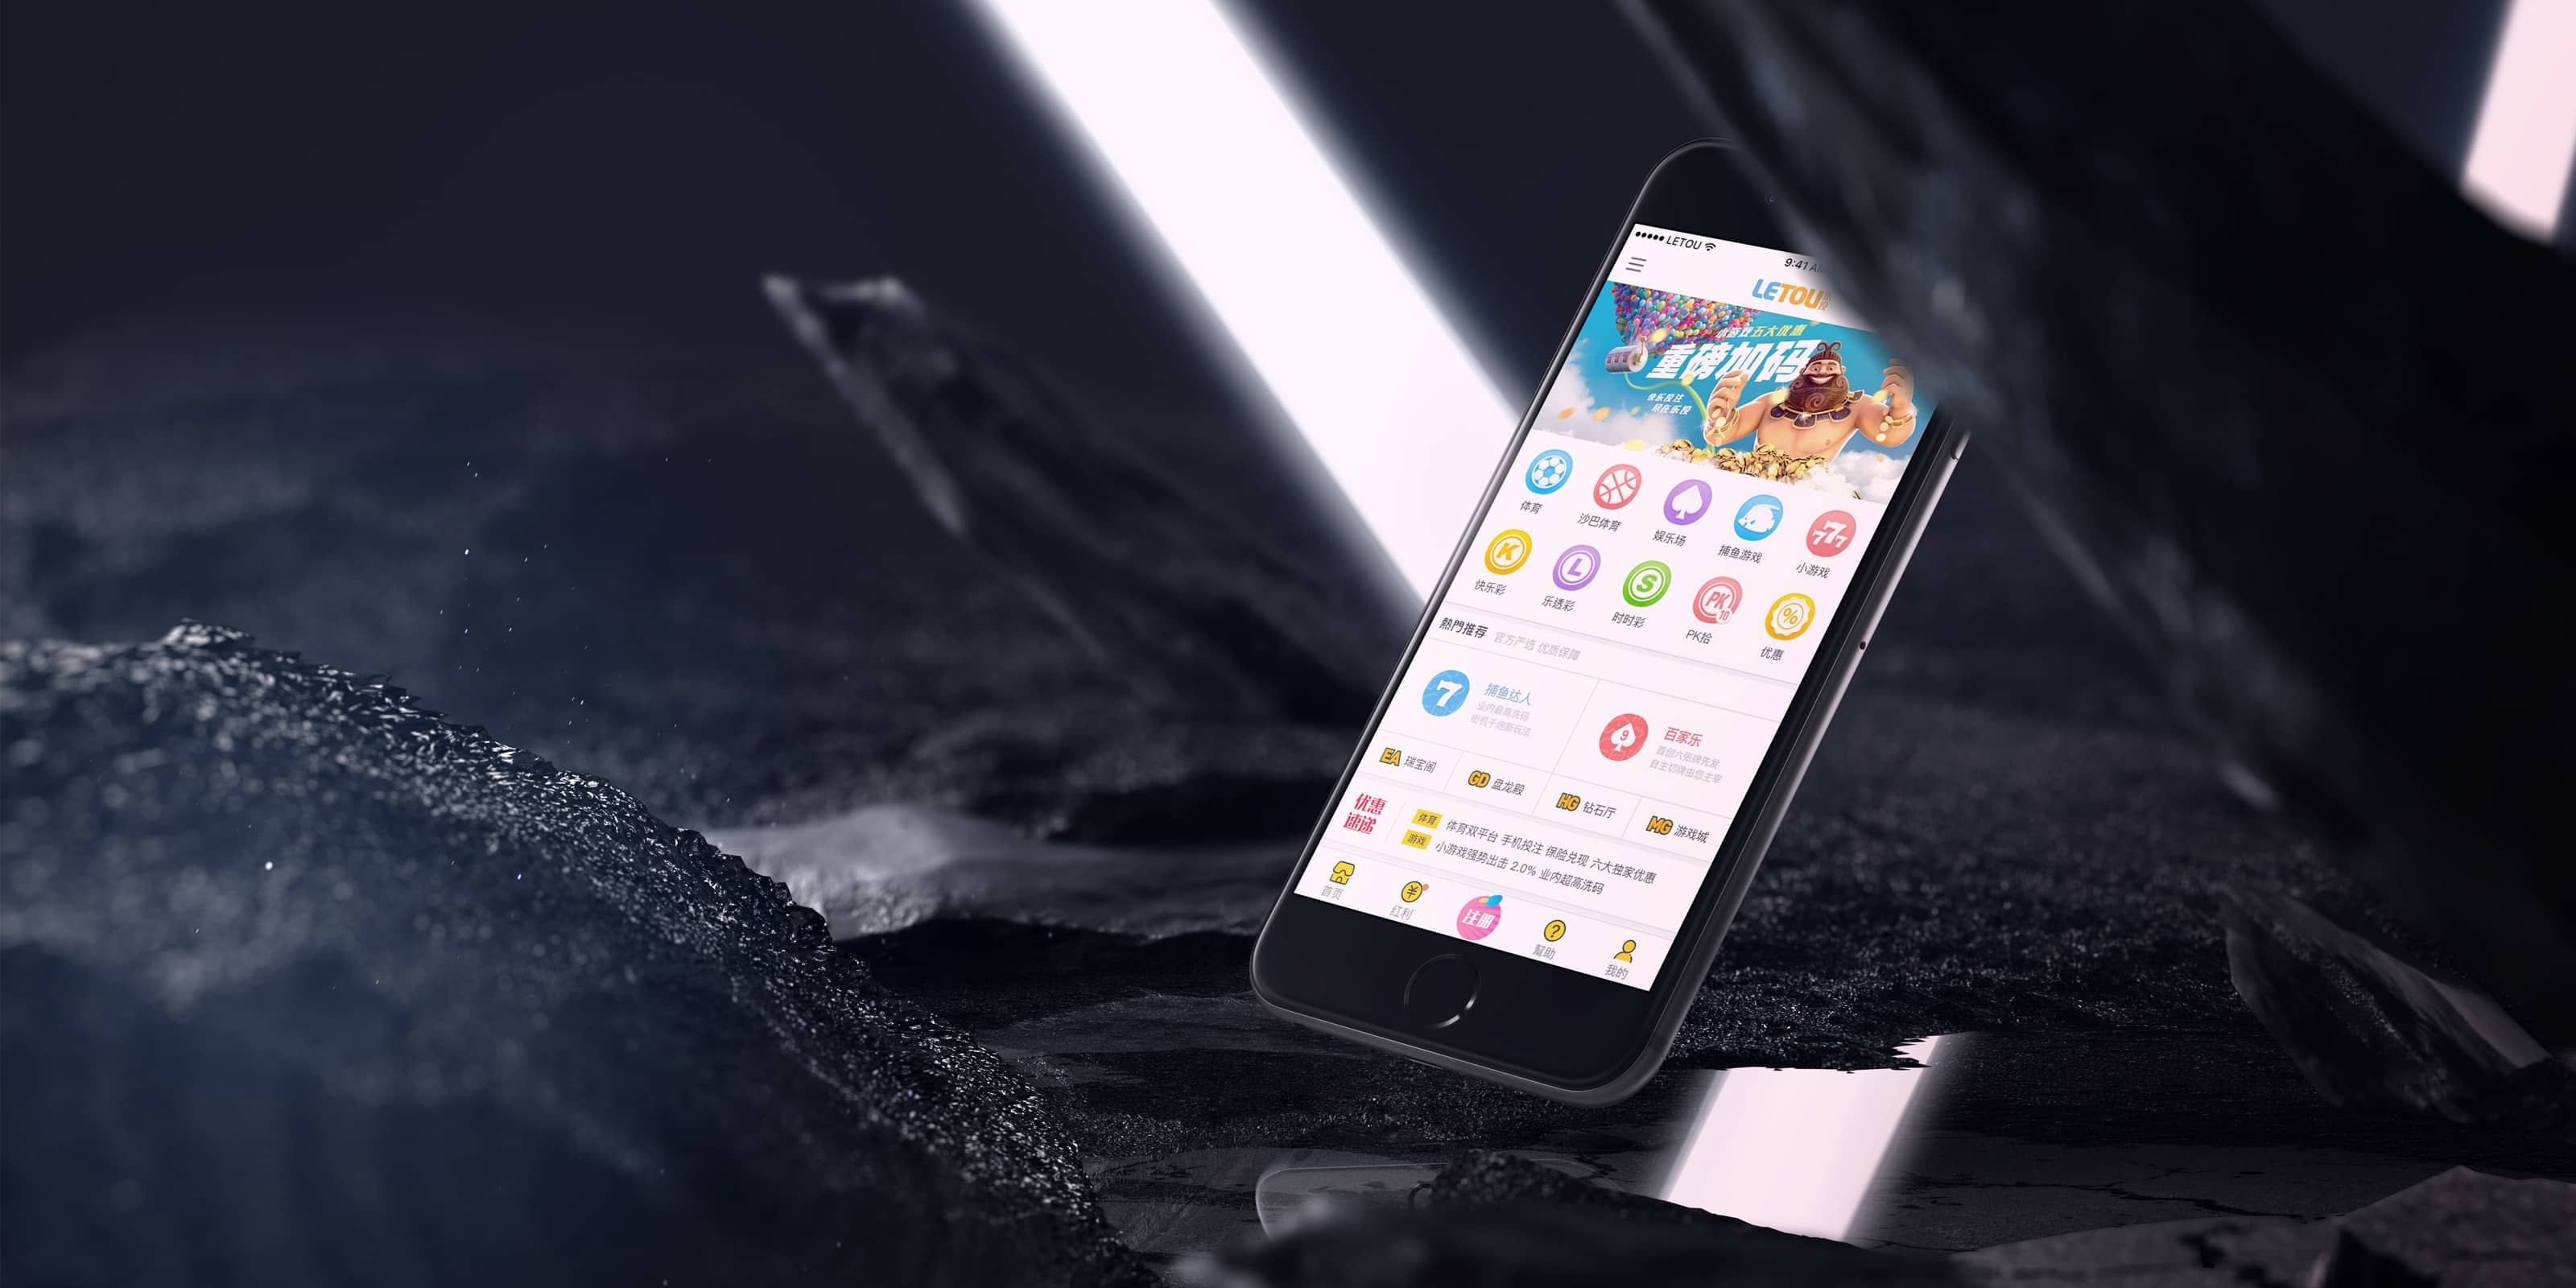 LETOU
9:41 A
LETOU
小游戏五大优惠
重磅加码
快乐投注
尽在乐投
体育
沙巴体育
娱乐场
捕鱼游戏
777
小游戏
K
L
S
PK
10
%
快乐彩
乐透彩
时时彩
PK拾
优惠
熱門推荐 官方严选 优质保障
7
捕鱼达人
业内最高洗码
街机千炮新玩法
9
百家乐
首创六张牌先发
自主切牌由您主宰
EA 瑞宝阁
GD 盘龙殿
HG 钻石厅
MG 游戏城
优惠
速递
体育 体育双平台 手机投注 保险兑现 六大独家优惠
游戏 小游戏强势出击 2.0% 业内超高洗码
首页
红利
注册
幫助
我的